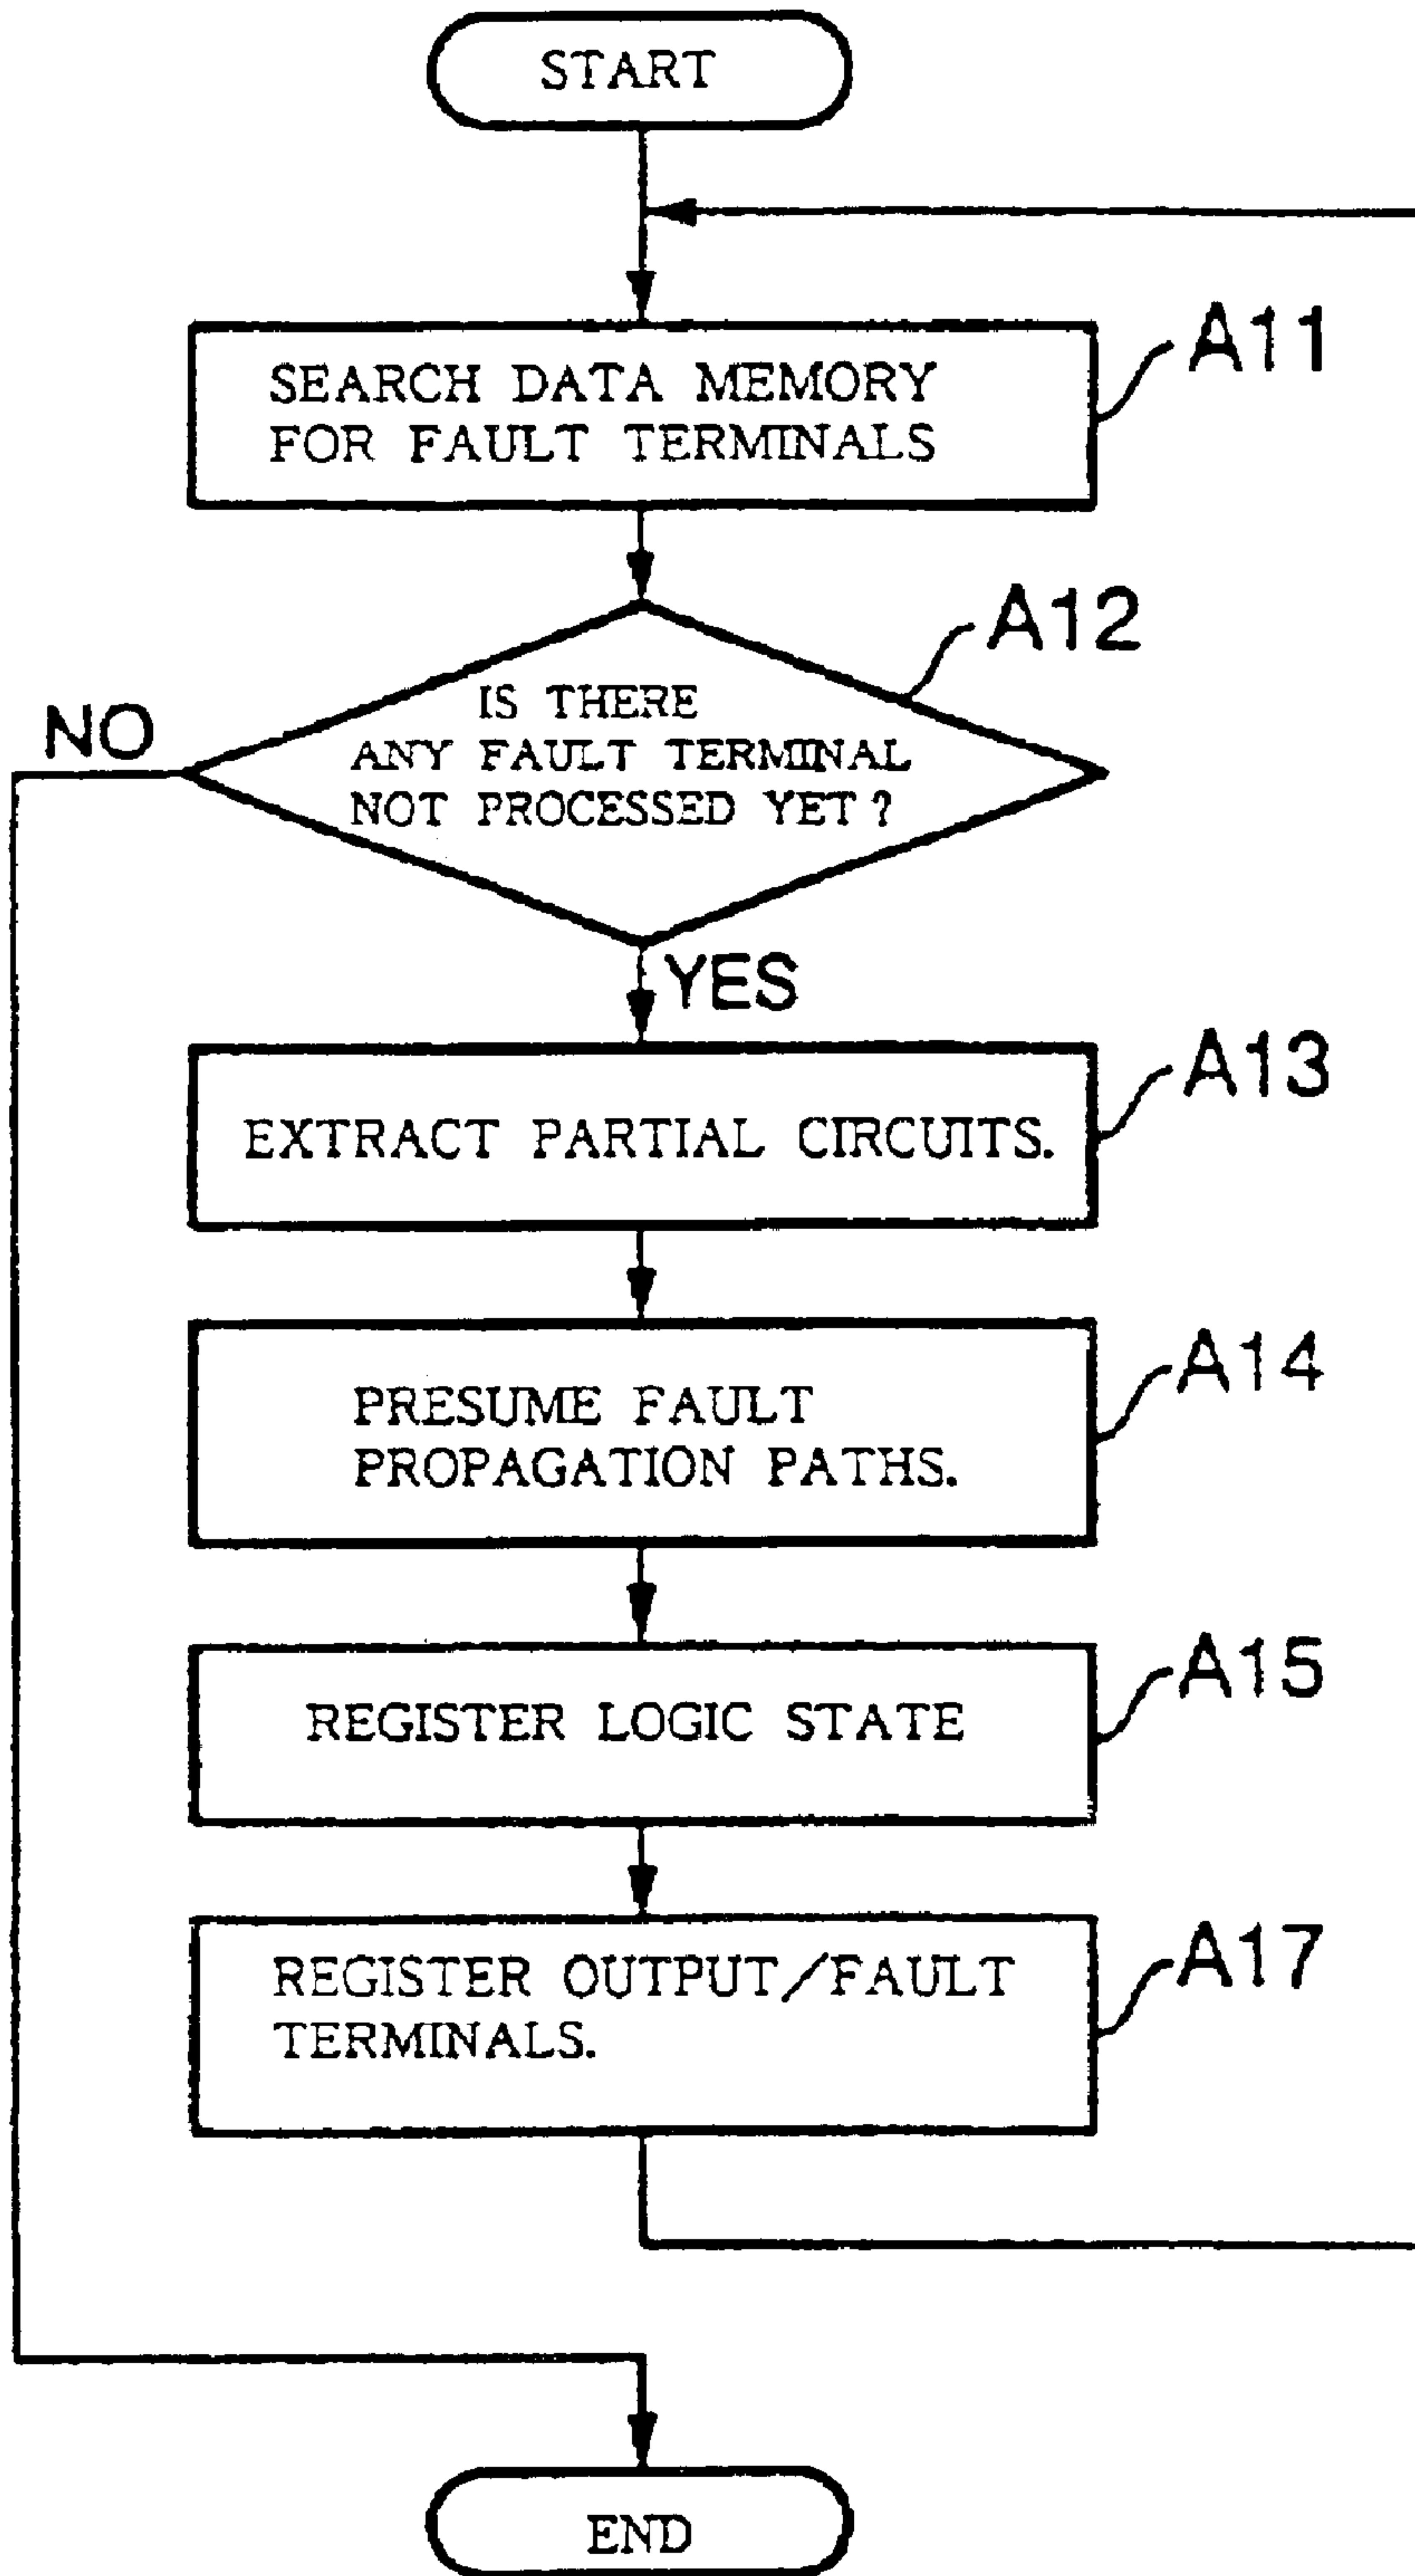 START
SEARCH DATA MEMORY
FOR FAULT TERMINALS
A11
IS THERE
ANY FAULT TERMINAL
NOT PROCESSED YET?
A12
NO
YES
EXTRACT PARTIAL CIRCUITS.
A13
PRESUME FAULT
PROPAGATION PATHS.
A14
REGISTER LOGIC STATE
A15
REGISTER OUTPUT/FAULT
TERMINALS.
A17
END